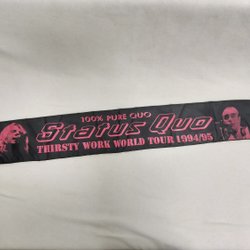 100% PURE QUO
STATUS QUO
THIRSTY WORK WORLD TOUR 1994/95